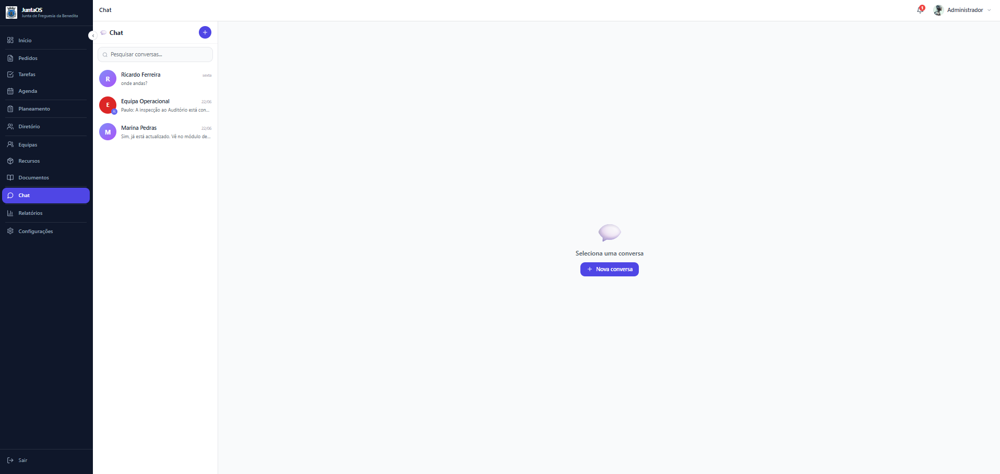 JuntaOS
Junta de Freguesia da Benedita
Início
Pedidos
Tarefas
Agenda
Planeamento
Diretório
Equipas
Recursos
Documentos
Chat
Relatórios
Configurações
Sair
Chat
1
Administrador
Chat
Pesquisar conversas...
R
Ricardo Ferreira
sexta
onde andas?
E
Equipa Operacional
22/06
Paulo: A inspecção ao Auditório está con...
M
Marina Pedras
22/06
Sim, já está actualizado. Vê no módulo de...
Seleciona uma conversa
+ Nova conversa